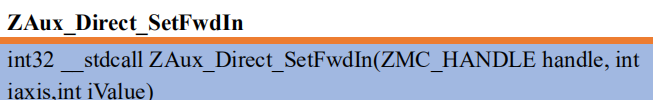 ZAux_Direct_SetFwdIn
int32 __stdcall ZAux_Direct_SetFwdIn(ZMC_HANDLE handle, int
iaxis,int iValue)